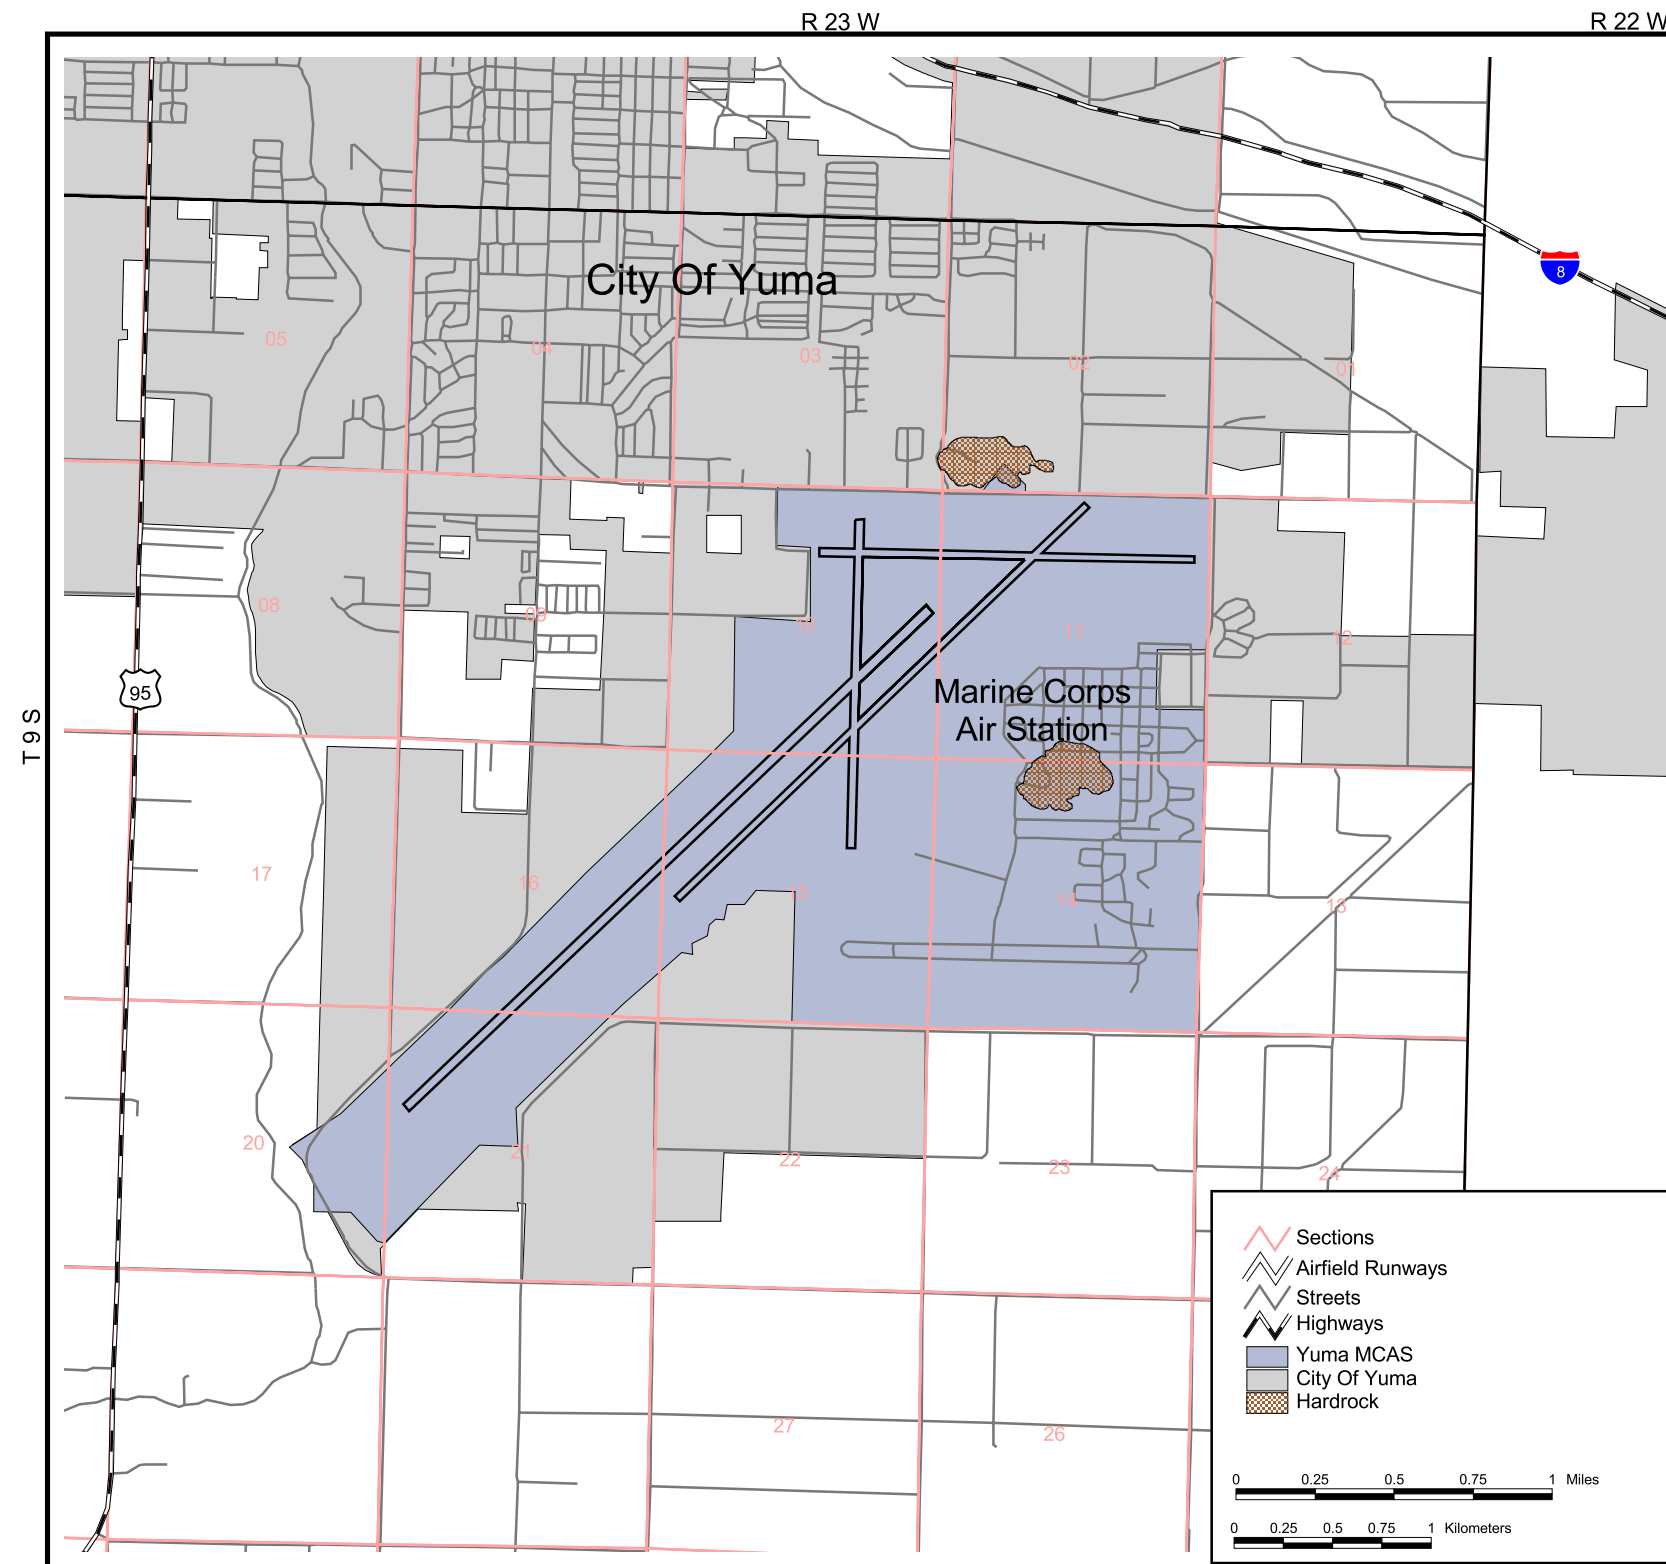 R 23 W
R 22 W
8
City Of Yuma
05
04
03
02
01
08
09
10
11
12
95
T 9 S
Marine Corps
Air Station
17
16
15
14
13
20
21
22
23
24
Sections
Airfield Runways
Streets
Highways
Yuma MCAS
City Of Yuma
Hardrock
27
26
0 0.25 0.5 0.75 1 Miles
0 0.25 0.5 0.75 1 Kilometers